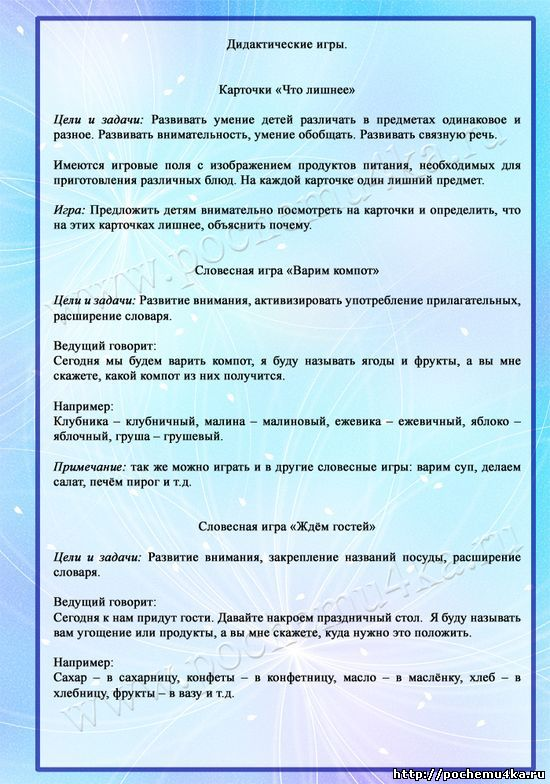 Дидактические игры.
Карточки «Что лишнее»
Цели и задачи: Развивать умение детей различать в предметах одинаковое и
разное. Развивать внимательность, умение обобщать. Развивать связную речь.
Имеются игровые поля с изображением продуктов питания, необходимых для
приготовления различных блюд. На каждой карточке один лишний предмет.
Игра: Предложить детям внимательно посмотреть на карточки и определить, что
на этих карточках лишнее, объяснить почему.
Словесная игра «Варим компот»
Цели и задачи: Развитие внимания, активизировать употребление прилагательных,
расширение словаря.
Ведущий говорит:
Сегодня мы будем варить компот, я буду называть ягоды и фрукты, а вы мне
скажете, какой компот из них получится.
Например:
Клубника – клубничный, малина – малиновый, ежевика – ежевичный, яблоко –
яблочный, груша – грушевый.
Примечание: так же можно играть и в другие словесные игры: варим суп, делаем
салат, печём пирог и т.д.
Словесная игра «Ждём гостей»
Цели и задачи: Развитие внимания, закрепление названий посуды, расширение
словаря.
Ведущий говорит:
Сегодня к нам придут гости. Давайте накроем праздничный стол. Я буду называть
вам угощение или продукты, а вы мне скажете, куда нужно это положить.
Например:
Сахар – в сахарницу, конфеты – в конфетницу, масло – в маслёнку, хлеб – в
хлебницу, фрукты – в вазу и т.д.
www.pochemu4ka.ru
www.pochemu4ka.ru
http://pochemu4ka.ru